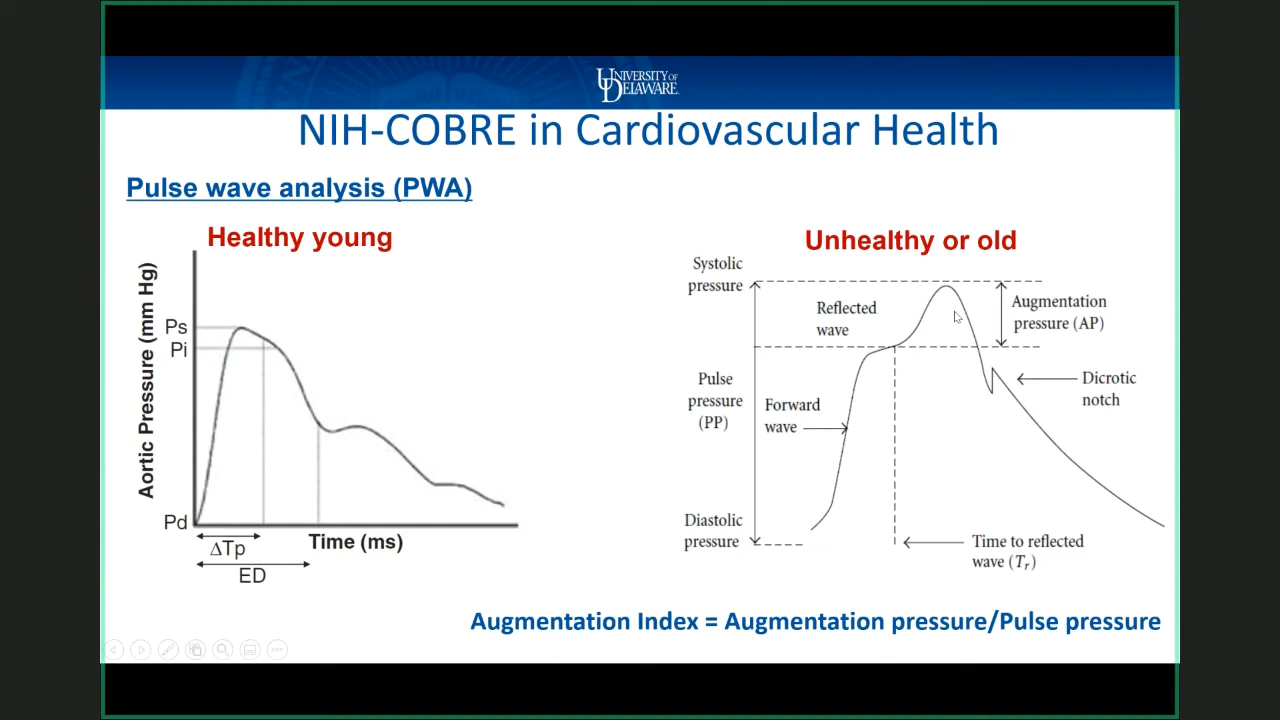 UNIVERSITY OF
DELAWARE.
NIH-COBRE in Cardiovascular Health
Pulse wave analysis (PWA)
Healthy young
Aortic Pressure (mm Hg)
Ps
Pi
Pd
ΔTp
ED
Time (ms)
Unhealthy or old
Systolic
pressure
Reflected
wave
Augmentation
pressure (AP)
Pulse
pressure
(PP)
Forward
wave
Dicrotic
notch
Diastolic
pressure
Time to reflected
wave (Tr)
Augmentation Index = Augmentation pressure/Pulse pressure